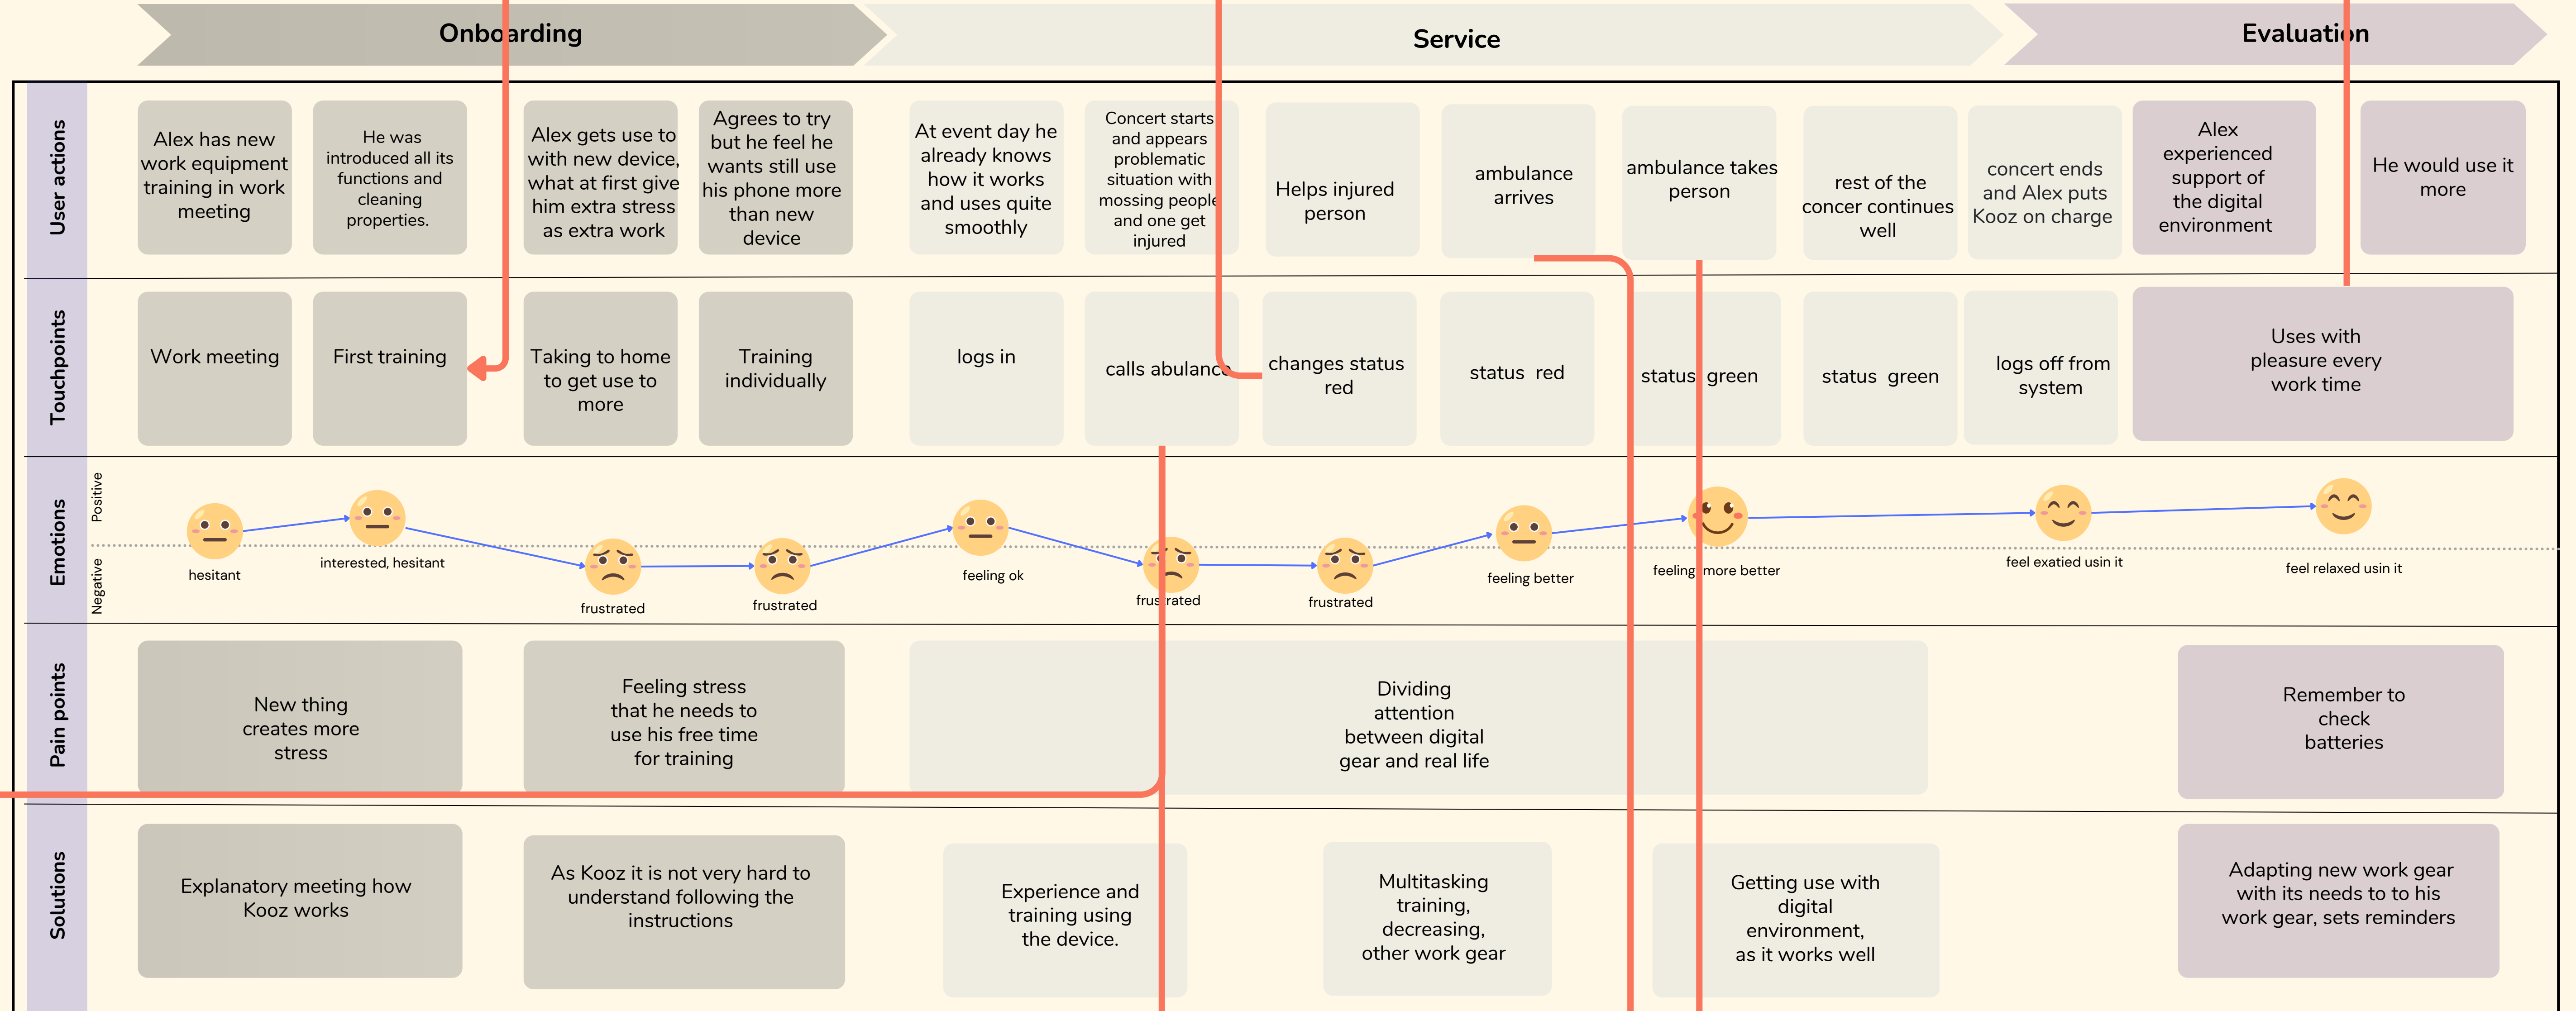 Onboarding
Service
Evaluation
User actions
Alex has new
work equipment
training in work
meeting
He was
introduced all its
functions and
cleaning
properties.
Alex gets use to
with new device,
what at first give
him extra stress
as extra work
Agrees to try
but he feel he
wants still use
his phone more
than new
device
At event day he
already knows
how it works
and uses quite
smoothly
Concert starts
and appears
problematic
situation with
mossing people
and one get
injured
Helps injured
person
ambulance
arrives
ambulance takes
person
rest of the
concer continues
well
concert ends
and Alex puts
Kooz on charge
Alex
experienced
support of
the digital
environment
He would use it
more
Touchpoints
Work meeting
First training
Taking to home
to get use to
more
Training
individually
logs in
calls abulance
changes status
red
status red
status green
status green
logs off from
system
Uses with
pleasure every
work time
Emotions
Positive
Negative
hesitant
interested, hesitant
frustrated
frustrated
feeling ok
frustrated
frustrated
feeling better
feeling more better
feel exatied usin it
feel relaxed usin it
Pain points
New thing
creates more
stress
Feeling stress
that he needs to
use his free time
for training
Dividing
attention
between digital
gear and real life
Remember to
check
batteries
Solutions
Explanatory meeting how
Kooz works
As Kooz it is not very hard to
understand following the
instructions
Experience and
training using
the device.
Multitasking
training,
decreasing,
other work gear
Getting use with
digital
environment,
as it works well
Adapting new work gear
with its needs to to his
work gear, sets reminders